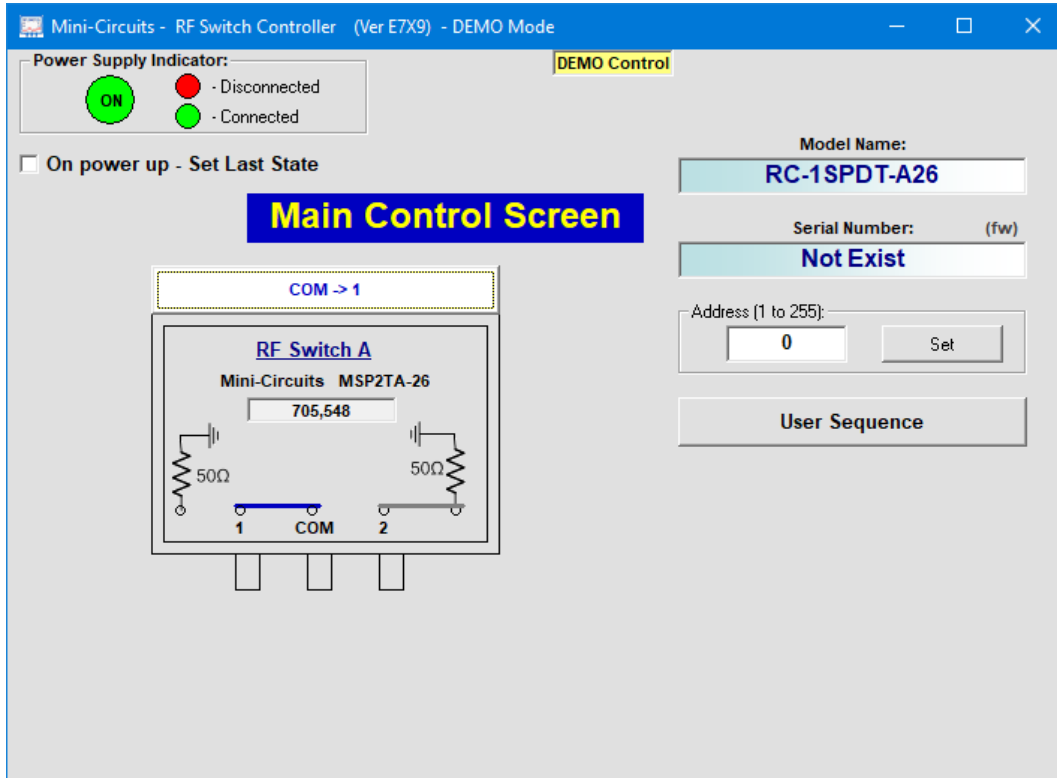 Mini-Circuits - RF Switch Controller (Ver E7X9) - DEMO Mode
Power Supply Indicator:
ON
- Disconnected
- Connected
DEMO Control
On power up - Set Last State
Model Name:
RC-1SPDT-A26
Main Control Screen
Serial Number: (fw)
Not Exist
COM -> 1
Address (1 to 255):
0 Set
RF Switch A
Mini-Circuits MSP2TA-26
705,548
User Sequence
50Ω 50Ω
1 COM 2